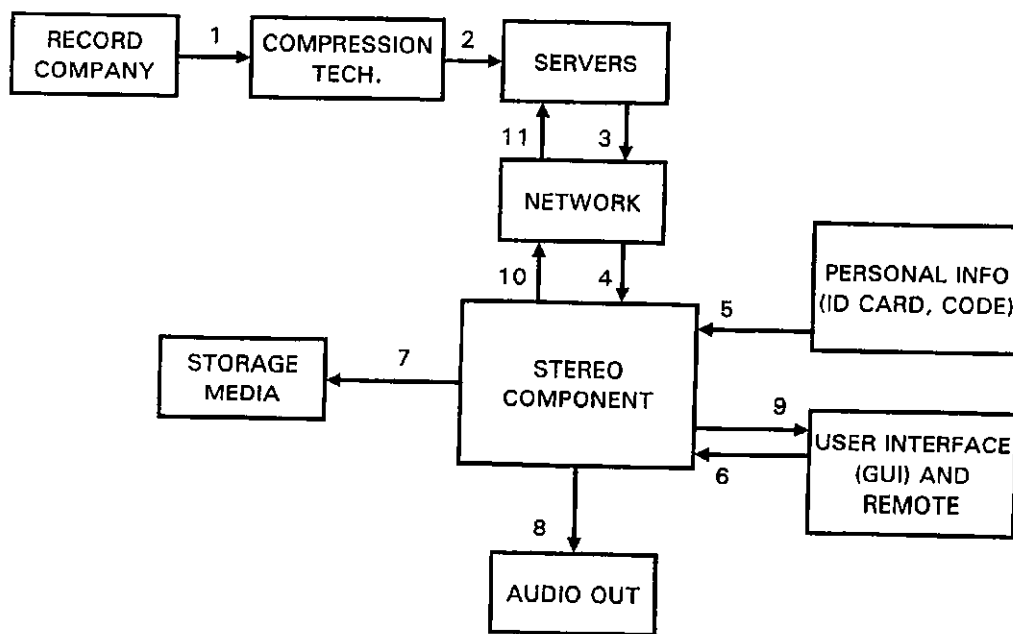 RECORD
COMPANY
1
COMPRESSION
TECH.
2
SERVERS
11
3
NETWORK
10
4
PERSONAL INFO
(ID CARD, CODE)
5
STORAGE
MEDIA
7
STEREO
COMPONENT
9
6
USER INTERFACE
(GUI) AND
REMOTE
8
AUDIO OUT